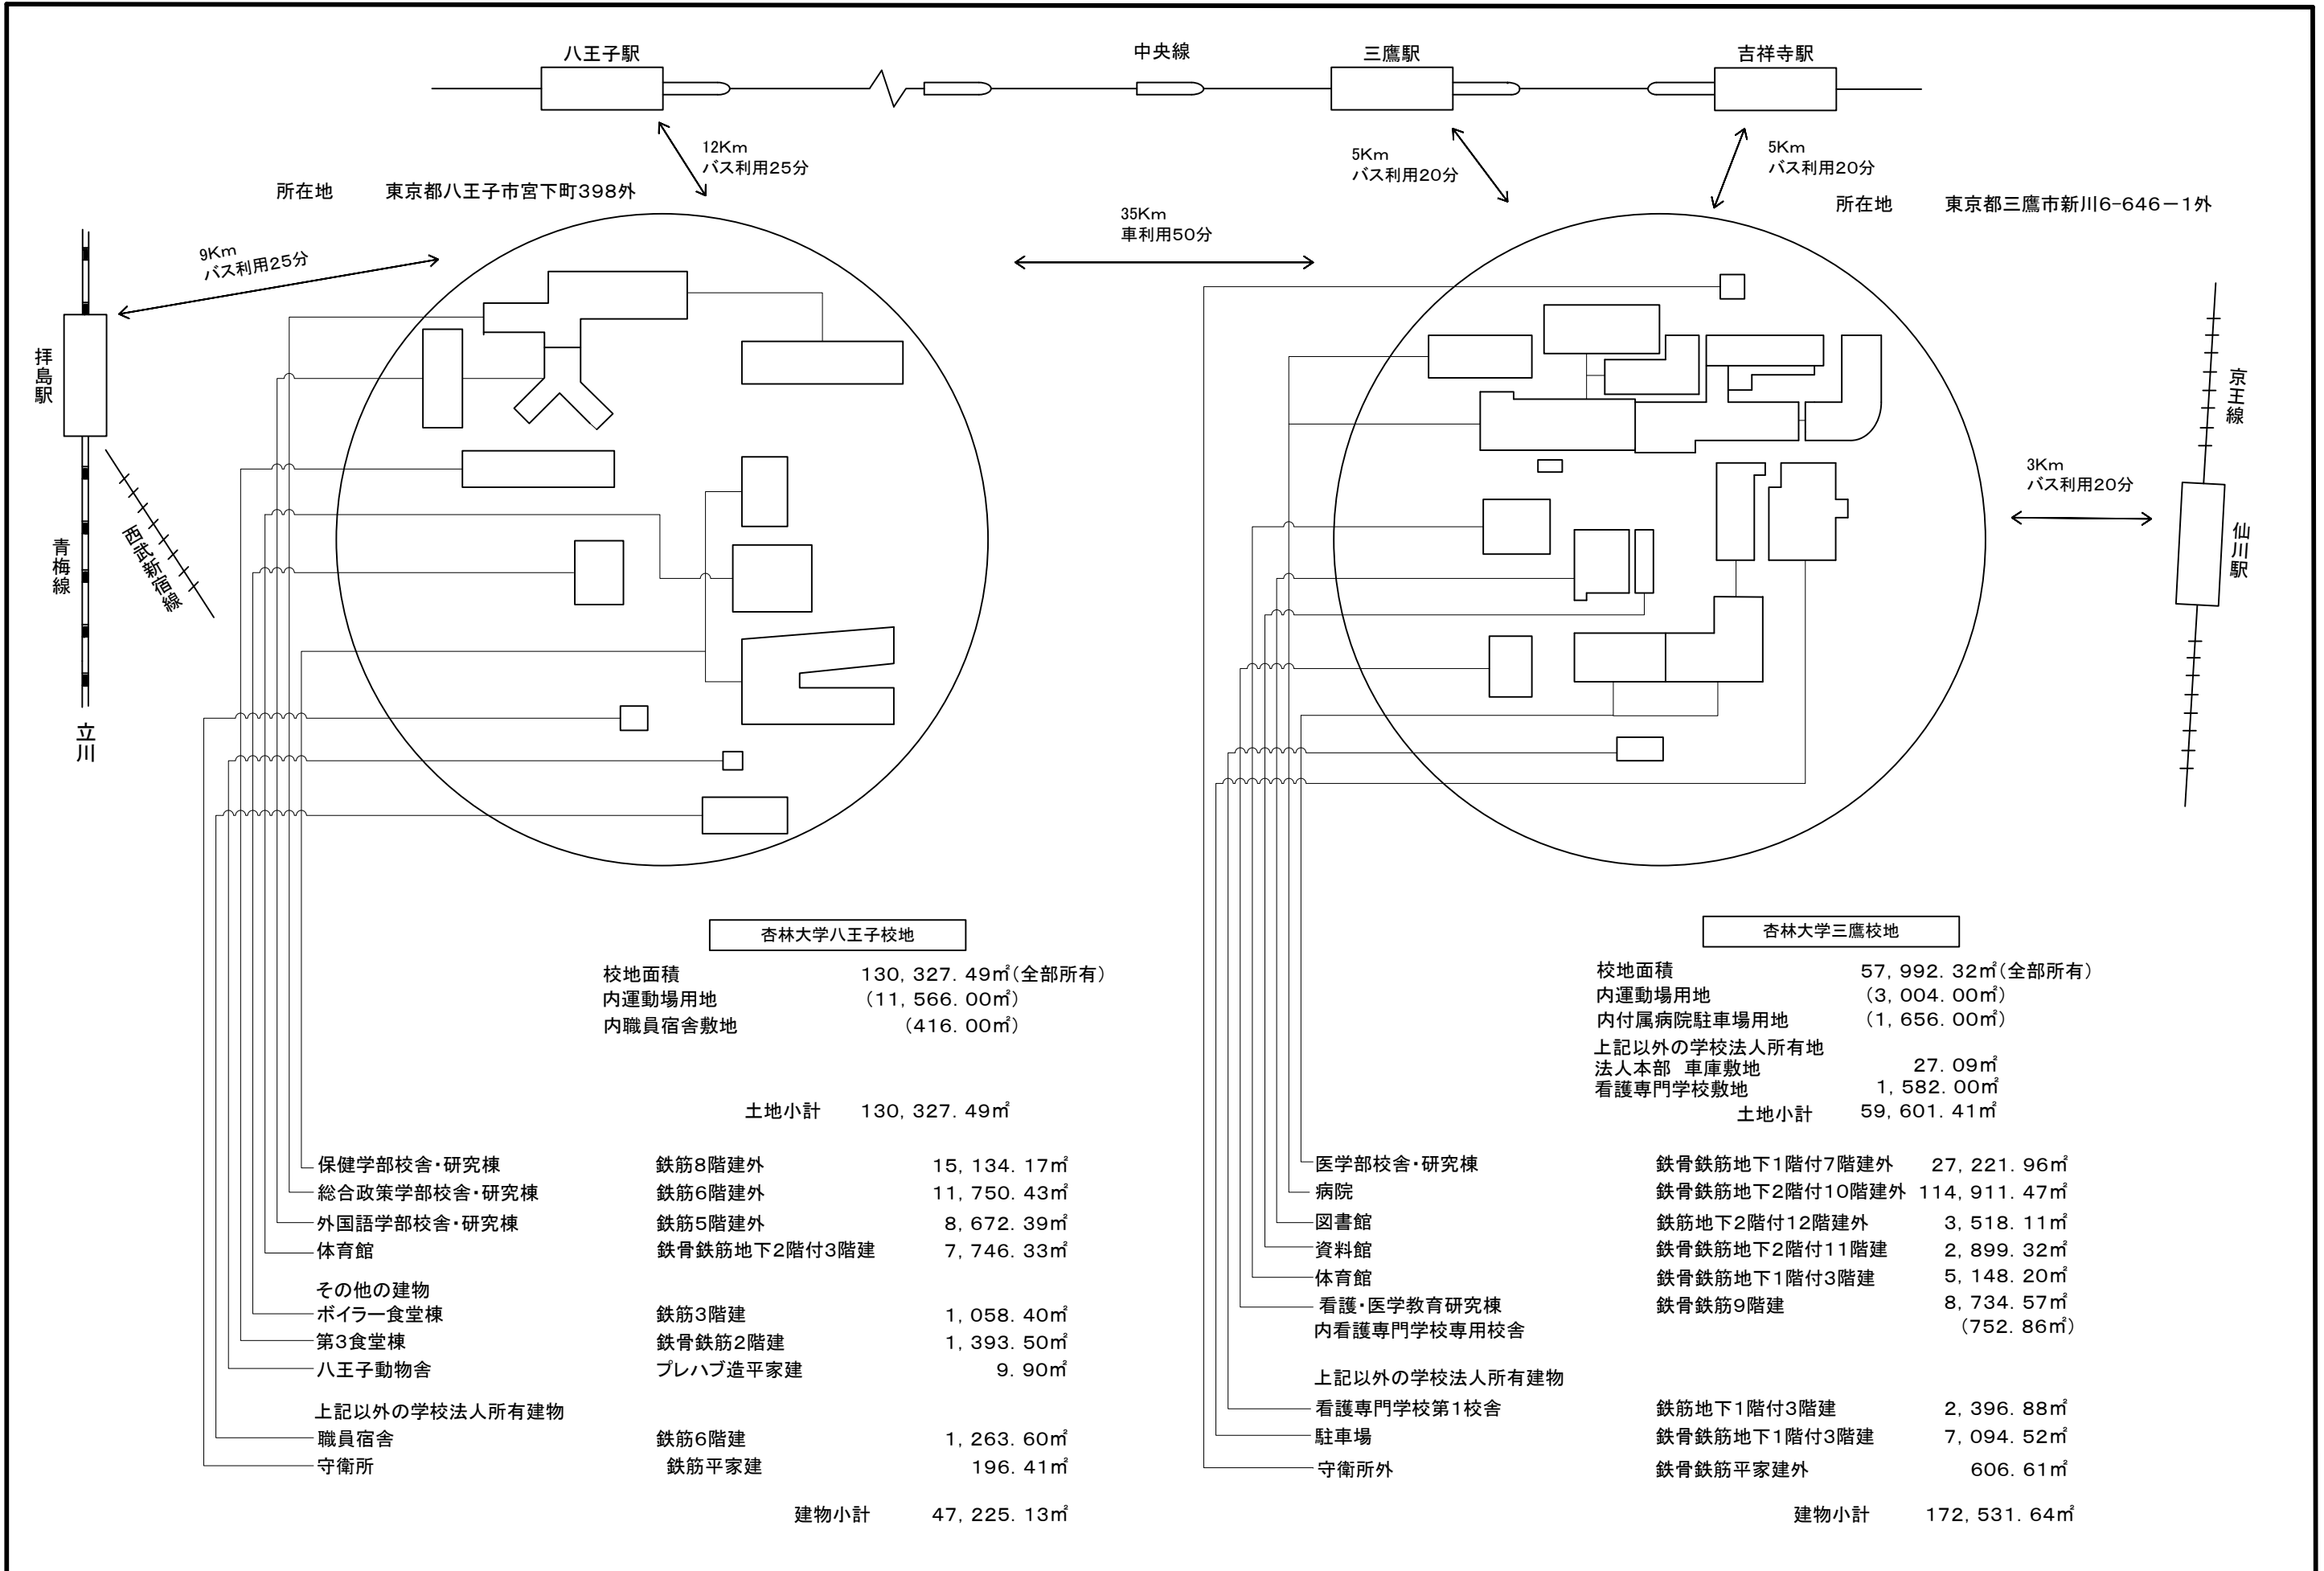 八王子駅
中央線
三鷹駅
吉祥寺駅
12Km
バス利用25分
5Km
バス利用20分
5Km
バス利用20分
所在地 東京都八王子市宮下町398外
所在地 東京都三鷹市新川6-646－1外
35Km
車利用50分
9Km
バス利用25分
拝島駅
青梅線
西武新宿線
立川
京王線
3Km
バス利用20分
仙川駅
杏林大学八王子校地
校地面積 130,327.49㎡(全部所有)
内運動場用地 (11,566.00㎡)
内職員宿舎敷地 (416.00㎡)
土地小計 130,327.49㎡
保健学部校舎・研究棟 鉄筋8階建外 15,134.17㎡
総合政策学部校舎・研究棟 鉄筋6階建外 11,750.43㎡
外国語学部校舎・研究棟 鉄筋5階建外 8,672.39㎡
体育館 鉄骨鉄筋地下2階付3階建 7,746.33㎡
その他の建物
ボイラー食堂棟 鉄筋3階建 1,058.40㎡
第3食堂棟 鉄骨鉄筋2階建 1,393.50㎡
八王子動物舎 プレハブ造平家建 9.90㎡
上記以外の学校法人所有建物
職員宿舎 鉄筋6階建 1,263.60㎡
守衛所 鉄筋平家建 196.41㎡
建物小計 47,225.13㎡
杏林大学三鷹校地
校地面積 57,992.32㎡(全部所有)
内運動場用地 (3,004.00㎡)
内付属病院駐車場用地 (1,656.00㎡)
上記以外の学校法人所有地
法人本部 車庫敷地 27.09㎡
看護専門学校敷地 1,582.00㎡
土地小計 59,601.41㎡
医学部校舎・研究棟 鉄骨鉄筋地下1階付7階建外 27,221.96㎡
病院 鉄骨鉄筋地下2階付10階建外 114,911.47㎡
図書館 鉄筋地下2階付12階建外 3,518.11㎡
資料館 鉄骨鉄筋地下2階付11階建 2,899.32㎡
体育館 鉄骨鉄筋地下1階付3階建 5,148.20㎡
看護・医学教育研究棟 鉄骨鉄筋9階建 8,734.57㎡
内看護専門学校専用校舎 (752.86㎡)
上記以外の学校法人所有建物
看護専門学校第1校舎 鉄筋地下1階付3階建 2,396.88㎡
駐車場 鉄骨鉄筋地下1階付3階建 7,094.52㎡
守衛所外 鉄骨鉄筋平家建外 606.61㎡
建物小計 172,531.64㎡